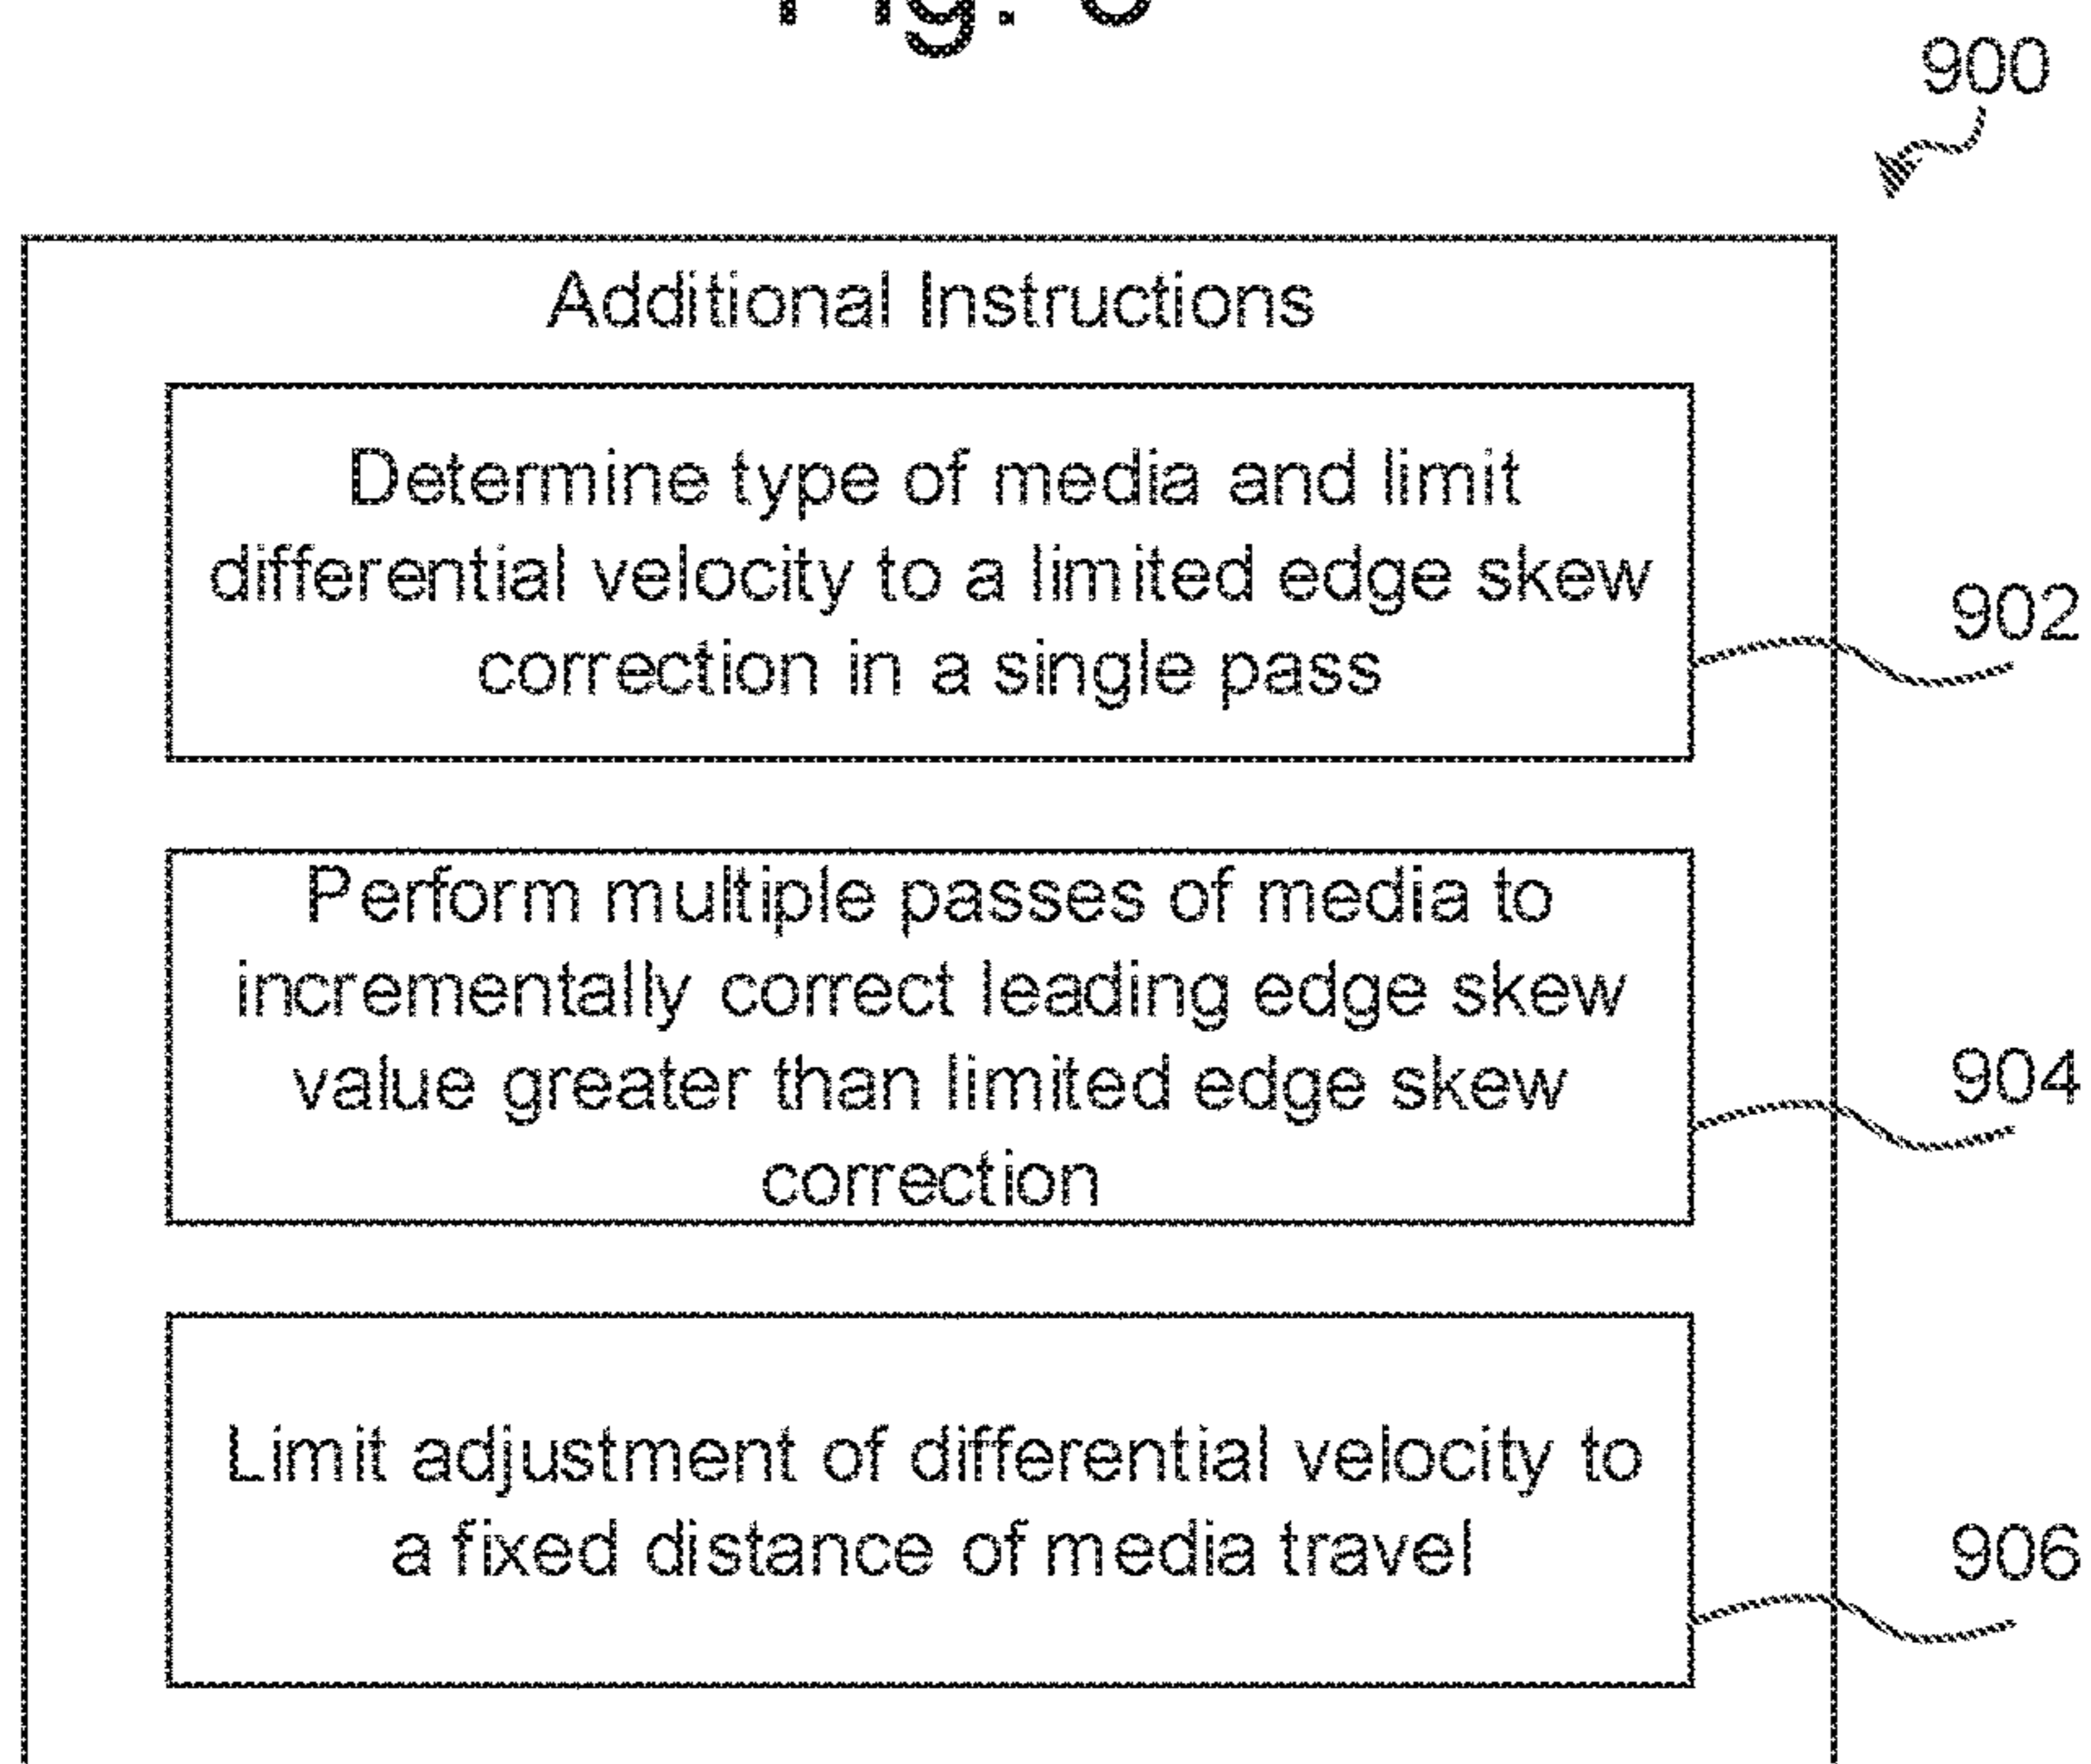 Fig. 8
900
Additional Instructions
Determine type of media and limit
differential velocity to a limited edge skew
correction in a single pass
902
Perform multiple passes of media to
incrementally correct leading edge skew
value greater than limited edge skew
correction
904
Limit adjustment of differential velocity to
a fixed distance of media travel
906